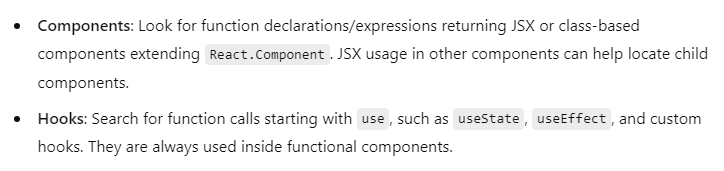 • Components: Look for function declarations/expressions returning JSX or class-based
components extending React.Component. JSX usage in other components can help locate child
components.
• Hooks: Search for function calls starting with use, such as useState, useEffect, and custom
hooks. They are always used inside functional components.